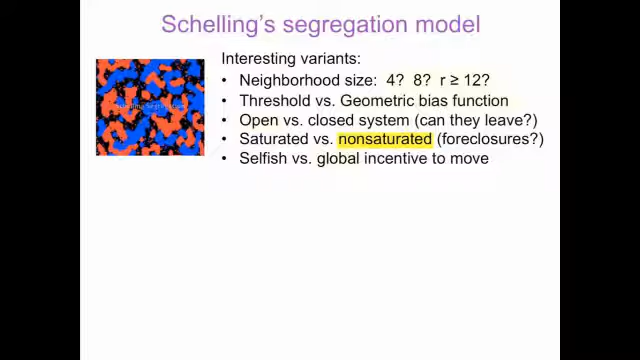 Schelling's segregation model
Interesting variants:
• Neighborhood size: 4? 8? r ≥ 12?
• Threshold vs. Geometric bias function
• Open vs. closed system (can they leave?)
• Saturated vs. nonsaturated (foreclosures?)
• Selfish vs. global incentive to move